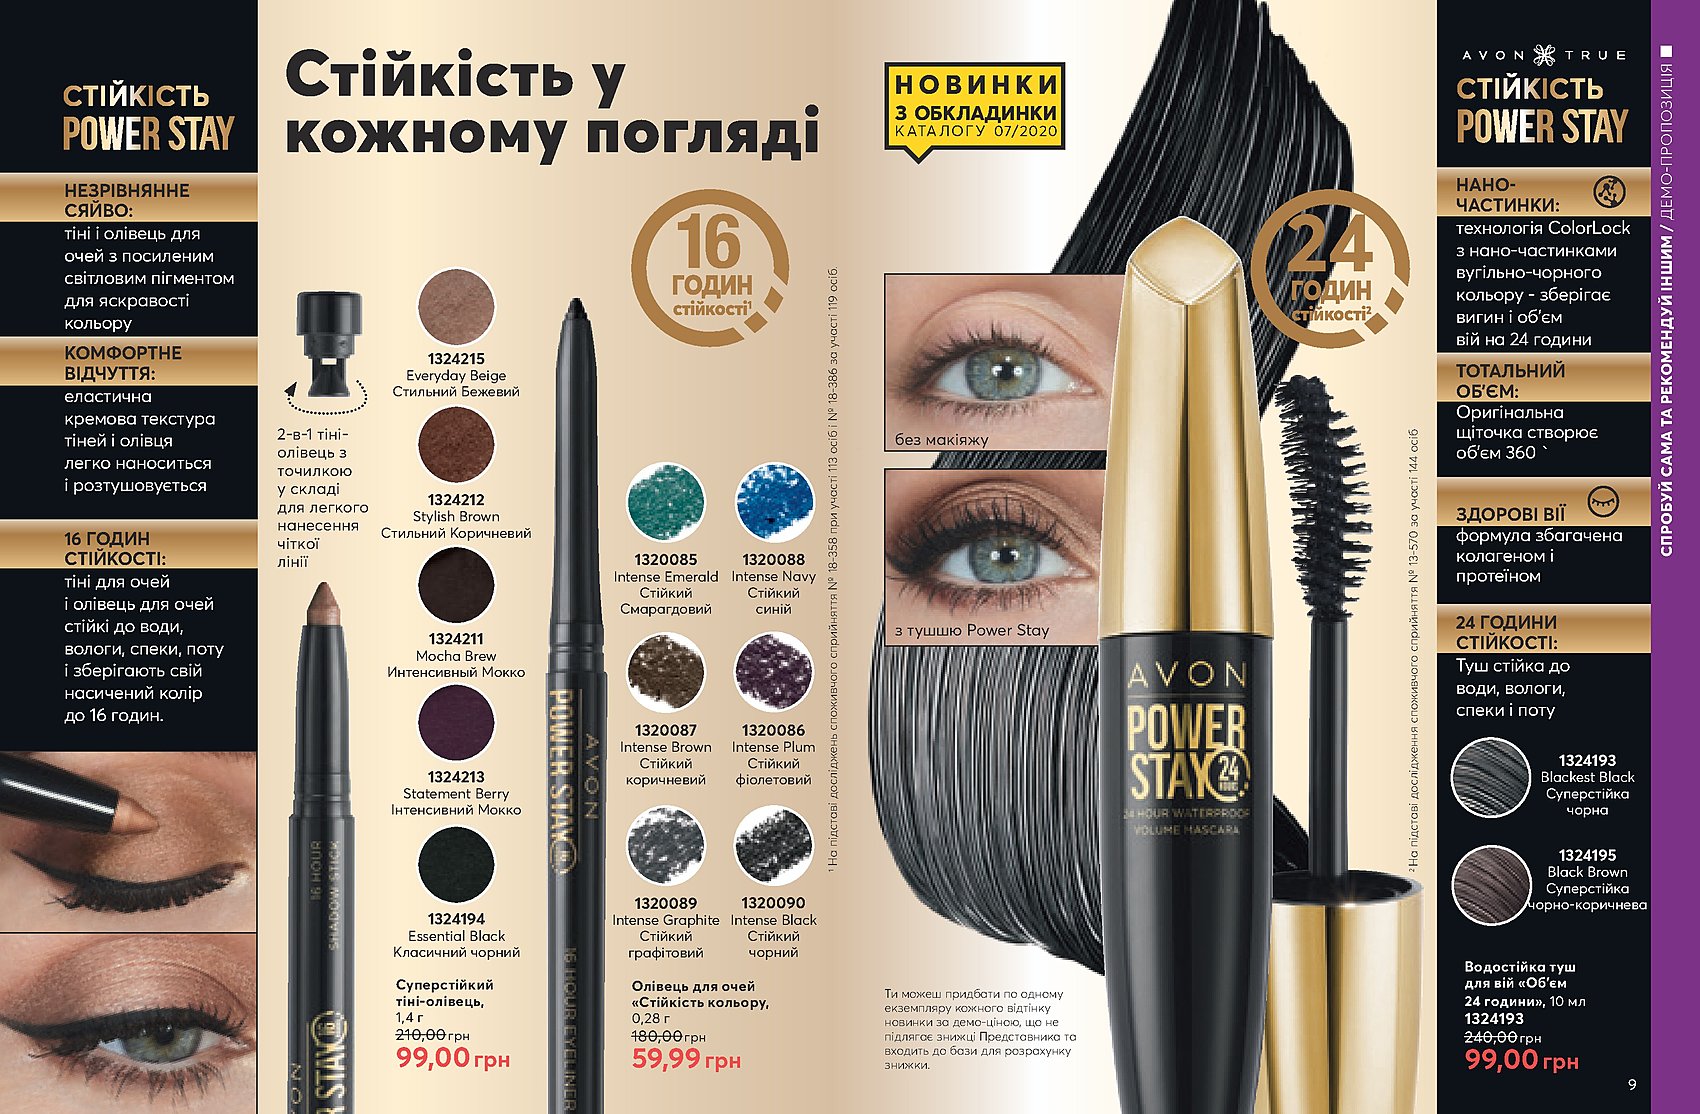 СТІЙКІСТЬ
POWER STAY
НЕЗРІВНЯННЕ
СЯЙВО:
тіні і олівець для
очей з посиленим
світловим пігментом
для яскравості
кольору
КОМФОРТНЕ
ВІДЧУТТЯ:
еластична
кремова текстура
тіней і олівця
легко наноситься
і розтушовується
16 ГОДИН
СТІЙКОСТІ:
тіні для очей
і олівець для очей
стійкі до води,
вологи, спеки, поту
і зберігають свій
насичений колір
до 16 годин.
Стійкість у
кожному погляді
2-в-1 тіні-
олівець з
точилкою
у складі
для легкого
нанесення
чіткої
лінії
16 HOUR
SHADOW STICK
1324215
Everyday Beige
Стильний Бежевий
1324212
Stylish Brown
Стильний Коричневий
1324211
Mocha Brew
Интенсивный Мокко
1324213
Statement Berry
Інтенсивний Мокко
1324194
Essential Black
Класичний чорний
Суперстійкий
тіні-олівець,
1,4 г
210,00 грн
99,00 грн
AVON
POWER STAY
16 HOUR EYELINER
16
ГОДИН
стійкості¹
1320085
Intense Emerald
Стійкий
Смарагдовий
1320088
Intense Navy
Стійкий
синій
1320087
Intense Brown
Стійкий
коричневий
1320086
Intense Plum
Стійкий
фіолетовий
1320089
Intense Graphite
Стійкий
графітовий
1320090
Intense Black
Стійкий
чорний
Олівець для очей
«Стійкість кольору,
0,28 г
180,00 грн
59,99 грн
¹ На підставі досліджень споживчого сприйняття № 18-358 при участі 113 осіб і № 18-386 за участі 119 осіб
НОВИНКИ
З ОБКЛАДИНКИ
КАТАЛОГУ 07/2020
без макіяжу
з тушшю Power Stay
24
ГОДИН
стійкості²
AVON
POWER
STAY
24
24 HOUR WATERPROOF
VOLUME MASCARA
Ти можеш придбати по одному
екземпляру кожного відтінку
новинки за демо-ціною, що не
підлягає знижці Представника та
входить до бази для розрахунку
знижки.
² На підставі дослідження споживчого сприйняття № 13-570 за участі 144 осіб
AVON TRUE
СТІЙКІСТЬ
POWER STAY
НАНО-
ЧАСТИНКИ:
технологія ColorLock
з нано-частинками
вугільно-чорного
кольору - зберігає
вигин і об’єм
вій на 24 години
ТОТАЛЬНИЙ
ОБ’ЄМ:
Оригінальна
щіточка створює
об’єм 360 `
ЗДОРОВІ ВІЇ
формула збагачена
колагеном і
протеїном
24 ГОДИНИ
СТІЙКОСТІ:
Туш стійка до
води, вологи,
спеки і поту
1324193
Blackest Black
Суперстійка
чорна
1324195
Black Brown
Суперстійка
чорно-коричнева
Водостійка туш
для вій «Об’єм
24 години», 10 мл
1324193
240,00 грн
99,00 грн
9
СПРОБУЙ САМА ТА РЕКОМЕНДУЙ ІНШИМ / ДЕМО-ПРОПОЗИЦІЯ